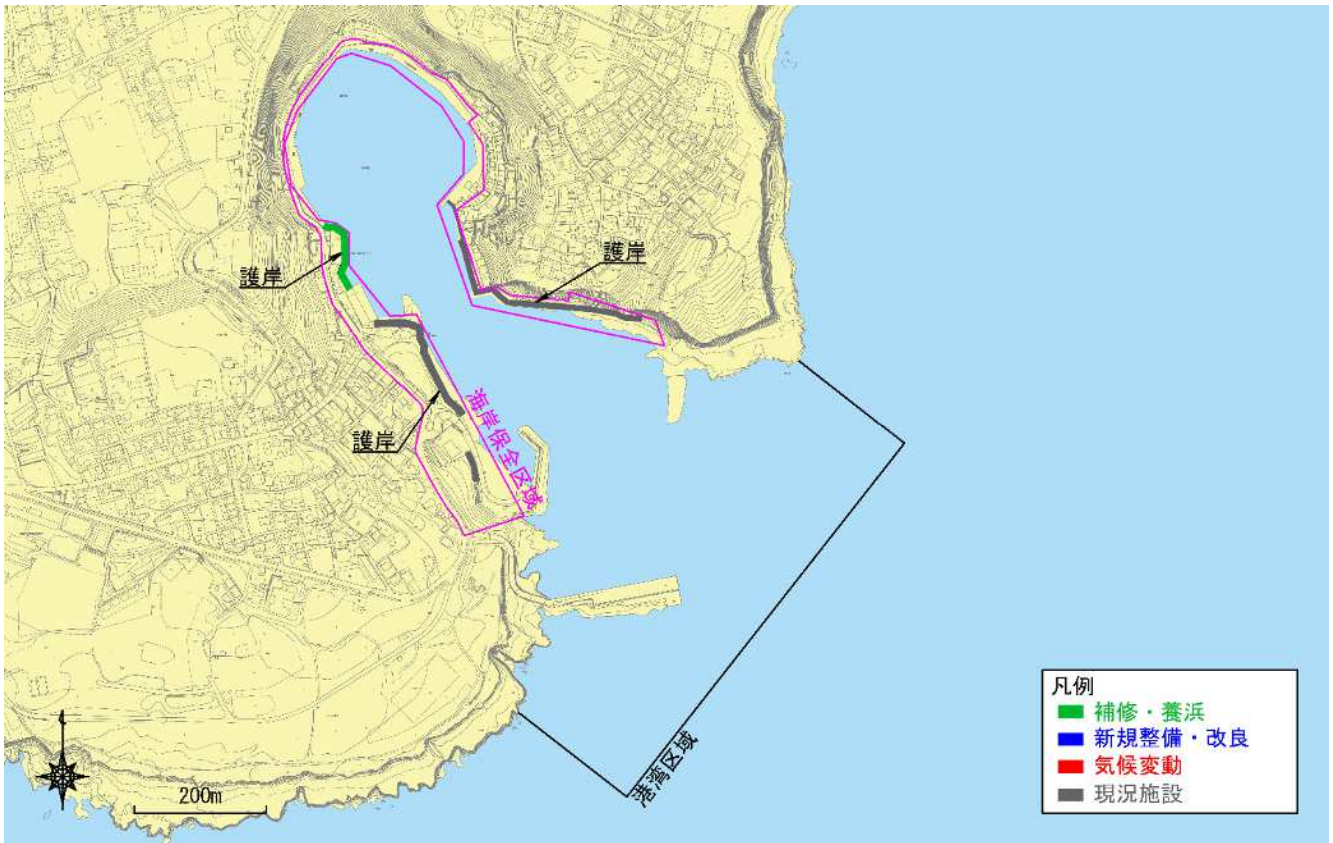 護岸
護岸
護岸
海岸保全区域
港湾区域
200m
凡例
補修・養浜
新規整備・改良
気候変動
現況施設